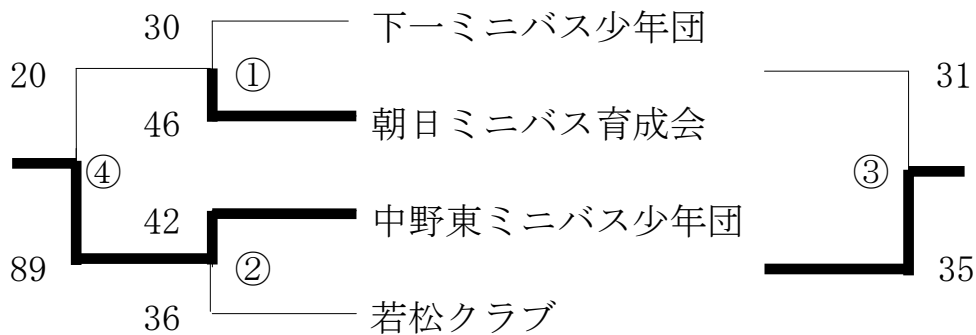 30 下一ミニバス少年団
20 ① 31
46 朝日ミニバス育成会
④ ③
42 中野東ミニバス少年団
89 ② 35
36 若松クラブ